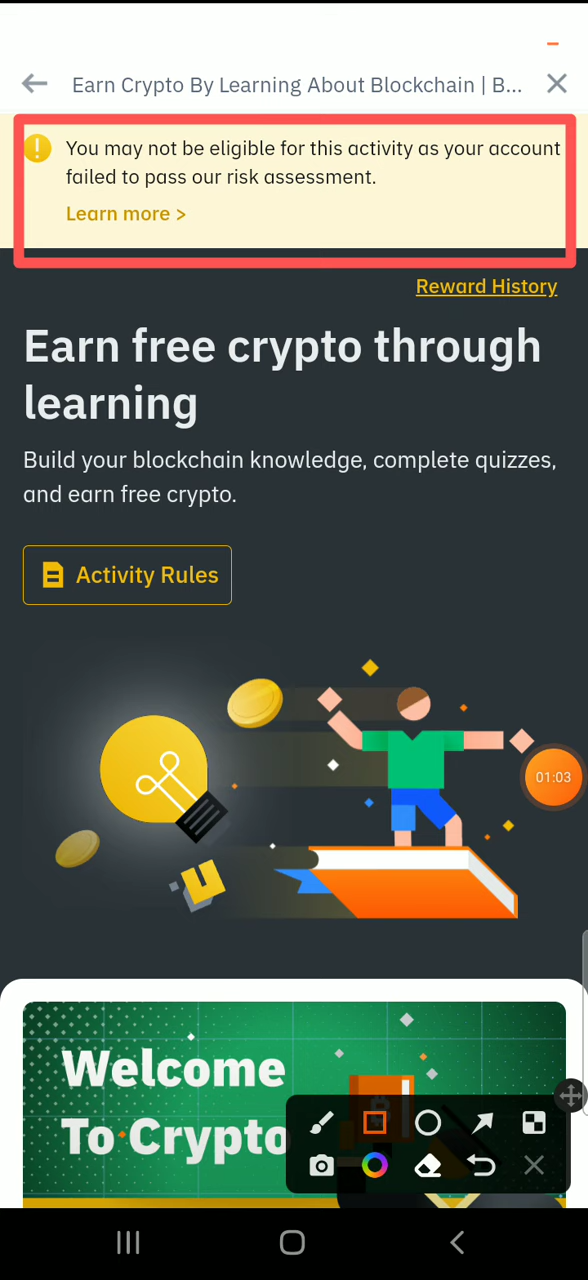 Earn Crypto By Learning About Blockchain | B...
You may not be eligible for this activity as your account
failed to pass our risk assessment.
Learn more >
Reward History
Earn free crypto through
learning
Build your blockchain knowledge, complete quizzes,
and earn free crypto.
Activity Rules
01:03
Welcome
To Crypto